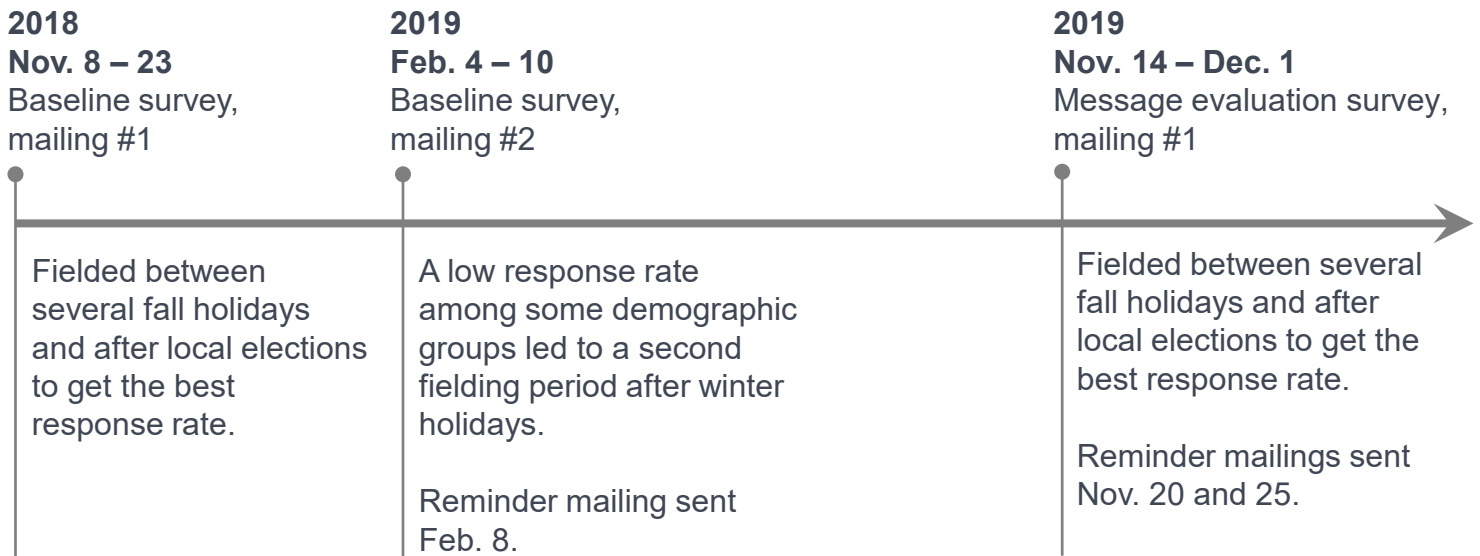 2018
Nov. 8 – 23
Baseline survey,
mailing #1
Fielded between
several fall holidays
and after local elections
to get the best
response rate.
2019
Feb. 4 – 10
Baseline survey,
mailing #2
A low response rate
among some demographic
groups led to a second
fielding period after winter
holidays.
Reminder mailing sent
Feb. 8.
2019
Nov. 14 – Dec. 1
Message evaluation survey,
mailing #1
Fielded between several
fall holidays and after
local elections to get the
best response rate.
Reminder mailings sent
Nov. 20 and 25.